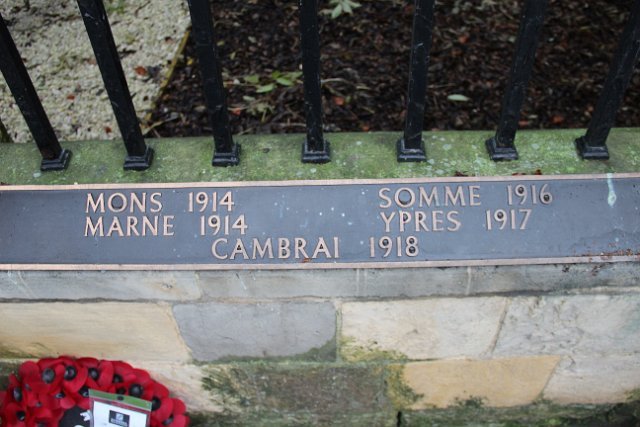 MONS 1914 SOMME 1916
MARNE 1914 YPRES 1917
CAMBRAI 1918